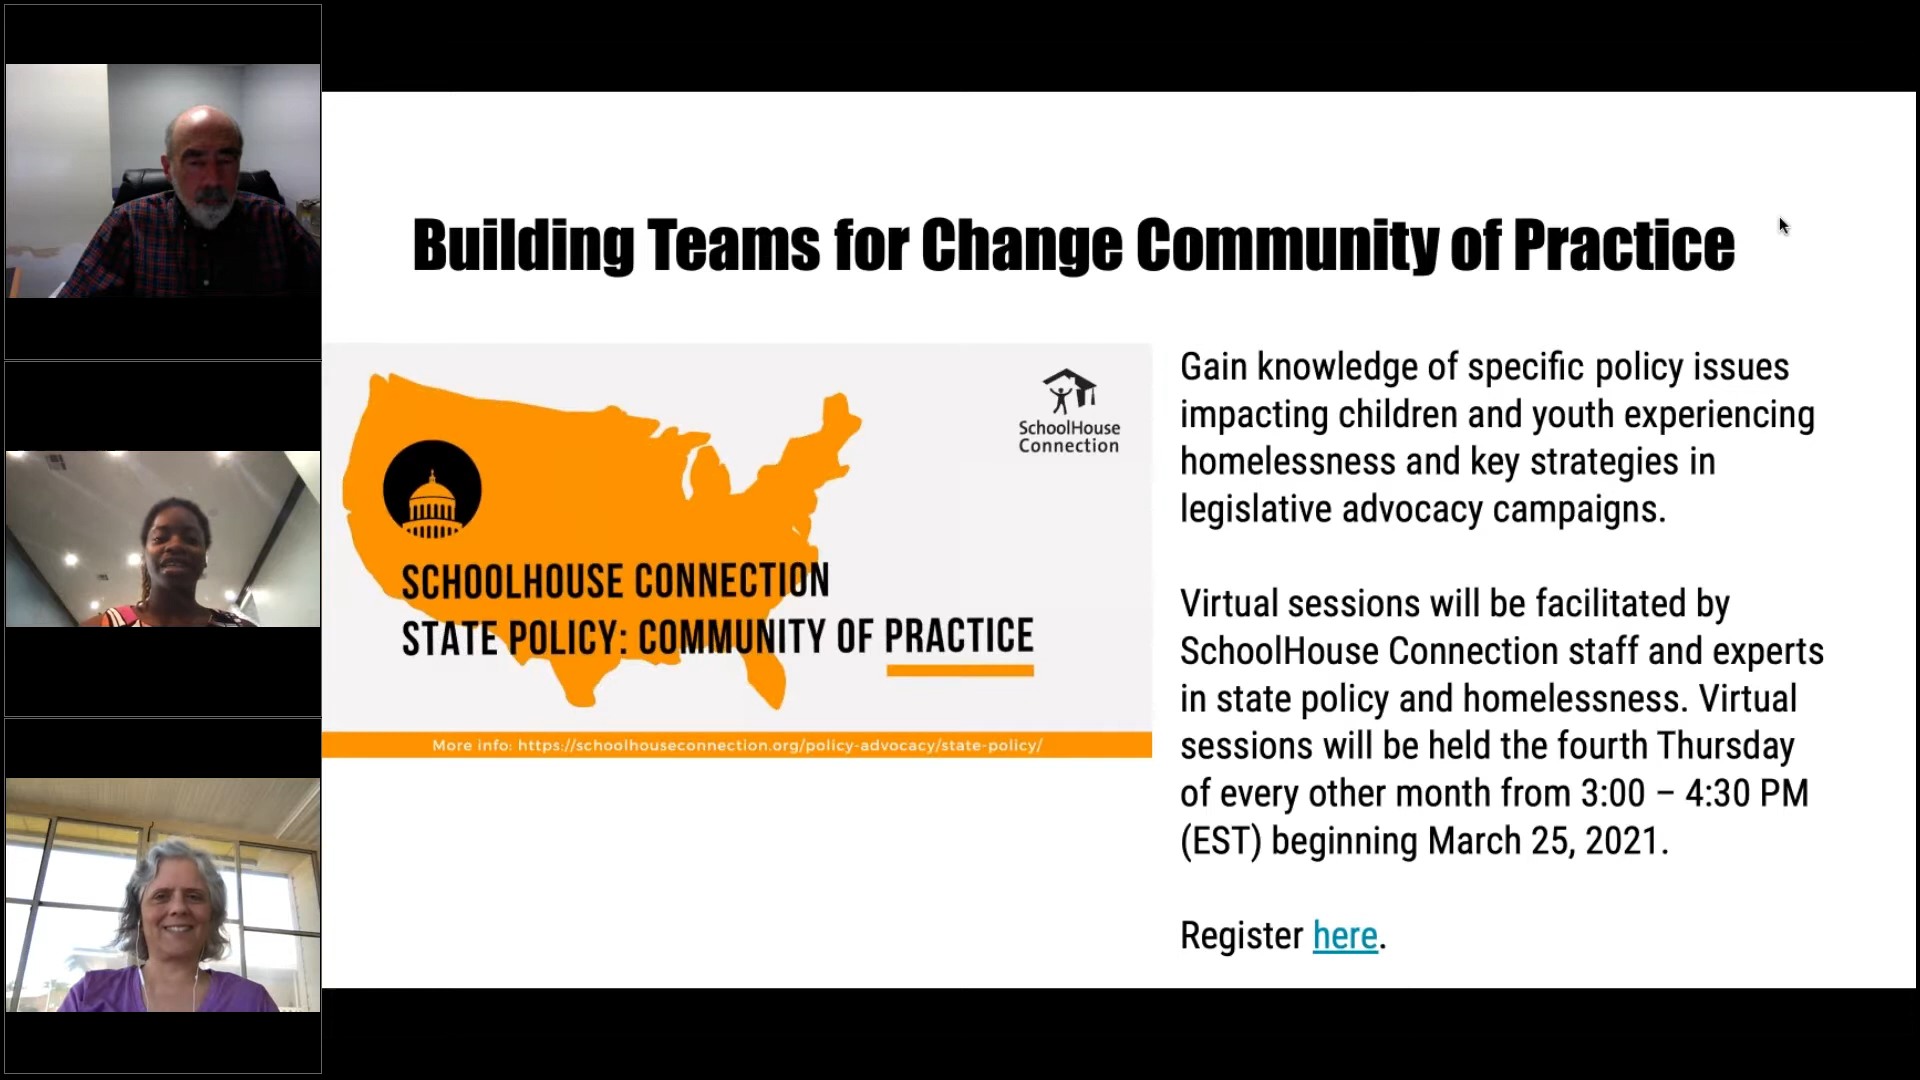 Building Teams for Change Community of Practice
SchoolHouse
Connection
SCHOOLHOUSE CONNECTION
STATE POLICY: COMMUNITY OF PRACTICE
More info: https://schoolhouseconnection.org/policy-advocacy/state-policy/
Gain knowledge of specific policy issues
impacting children and youth experiencing
homelessness and key strategies in
legislative advocacy campaigns.
Virtual sessions will be facilitated by
SchoolHouse Connection staff and experts
in state policy and homelessness. Virtual
sessions will be held the fourth Thursday
of every other month from 3:00 – 4:30 PM
(EST) beginning March 25, 2021.
Register here.